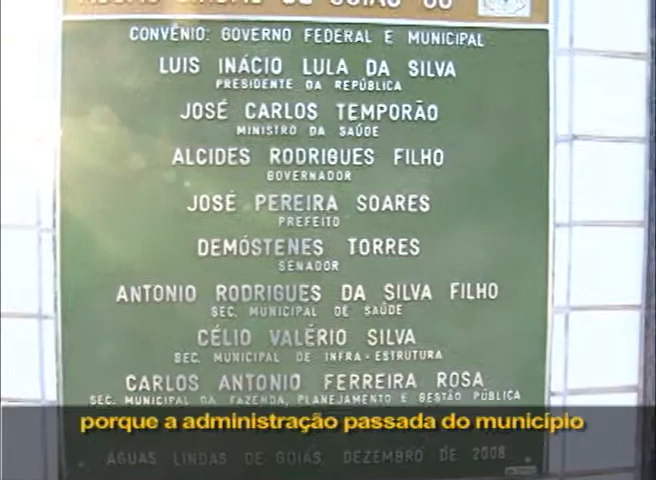 CONVÊNIO: GOVERNO FEDERAL E MUNICIPAL
LUIS INÁCIO LULA DA SILVA
PRESIDENTE DA REPÚBLICA
JOSÉ CARLOS TEMPORÃO
MINISTRO DA SAÚDE
ALCIDES RODRIGUES FILHO
GOVERNADOR
JOSÉ PEREIRA SOARES
PREFEITO
DEMÓSTENES TORRES
SENADOR
ANTONIO RODRIGUES DA SILVA FILHO
SEC. MUNICIPAL DE SAÚDE
CÉLIO VALÉRIO SILVA
SEC. MUNICIPAL DE INFRA-ESTRUTURA
CARLOS ANTONIO FERREIRA ROSA
SEC. MUNICIPAL DA FAZENDA, PLANEJAMENTO E GESTÃO PÚBLICA
porque a administração passada do município
ÁGUAS LINDAS DE GOIÁS, DEZEMBRO DE 2008